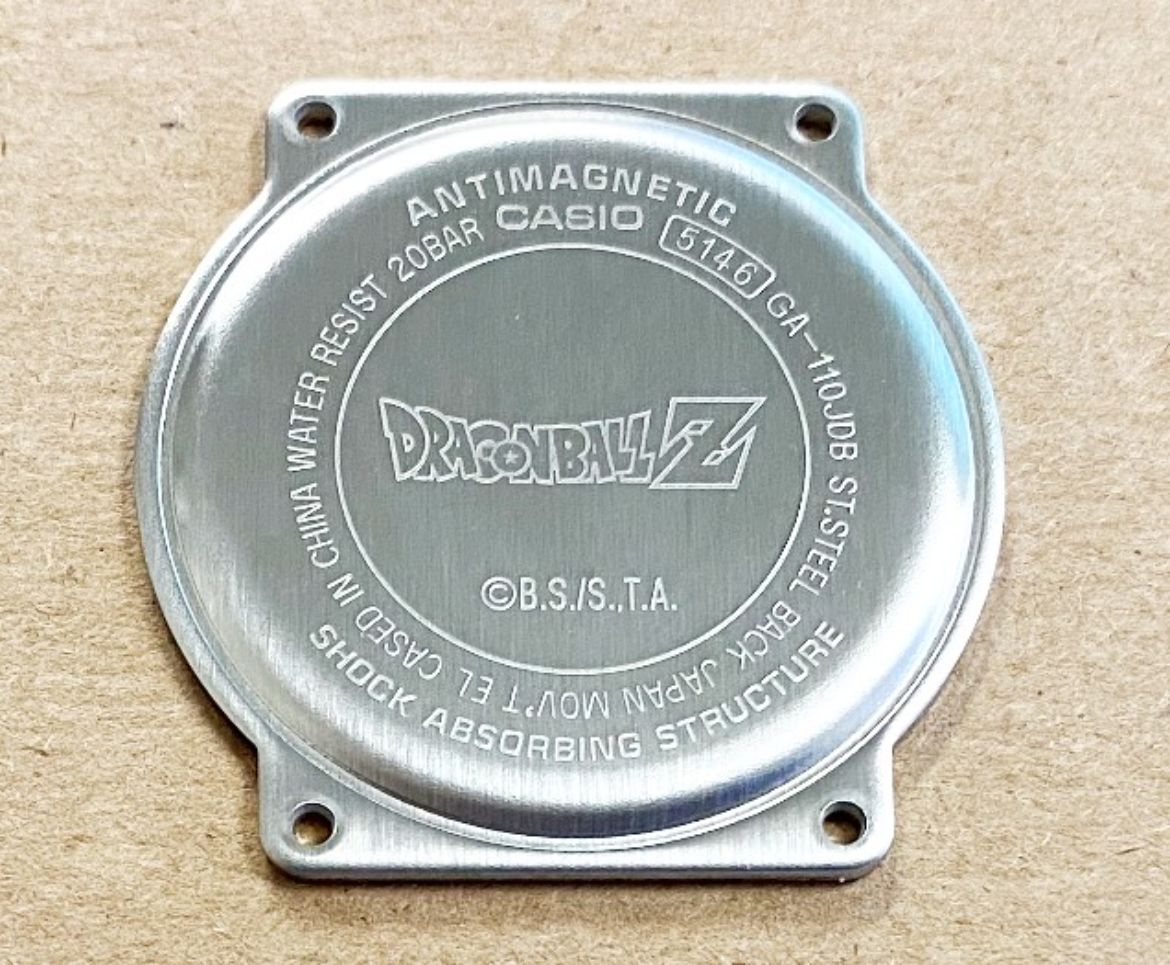 ANTIMAGNETIC
CASIO
5146
GA-110JDB ST.STEEL BACK JAPAN MOV'T EL CASED IN CHINA WATER RESIST 20BAR
DRAGONBALL Z
©B.S./S.,T.A.
SHOCK ABSORBING STRUCTURE